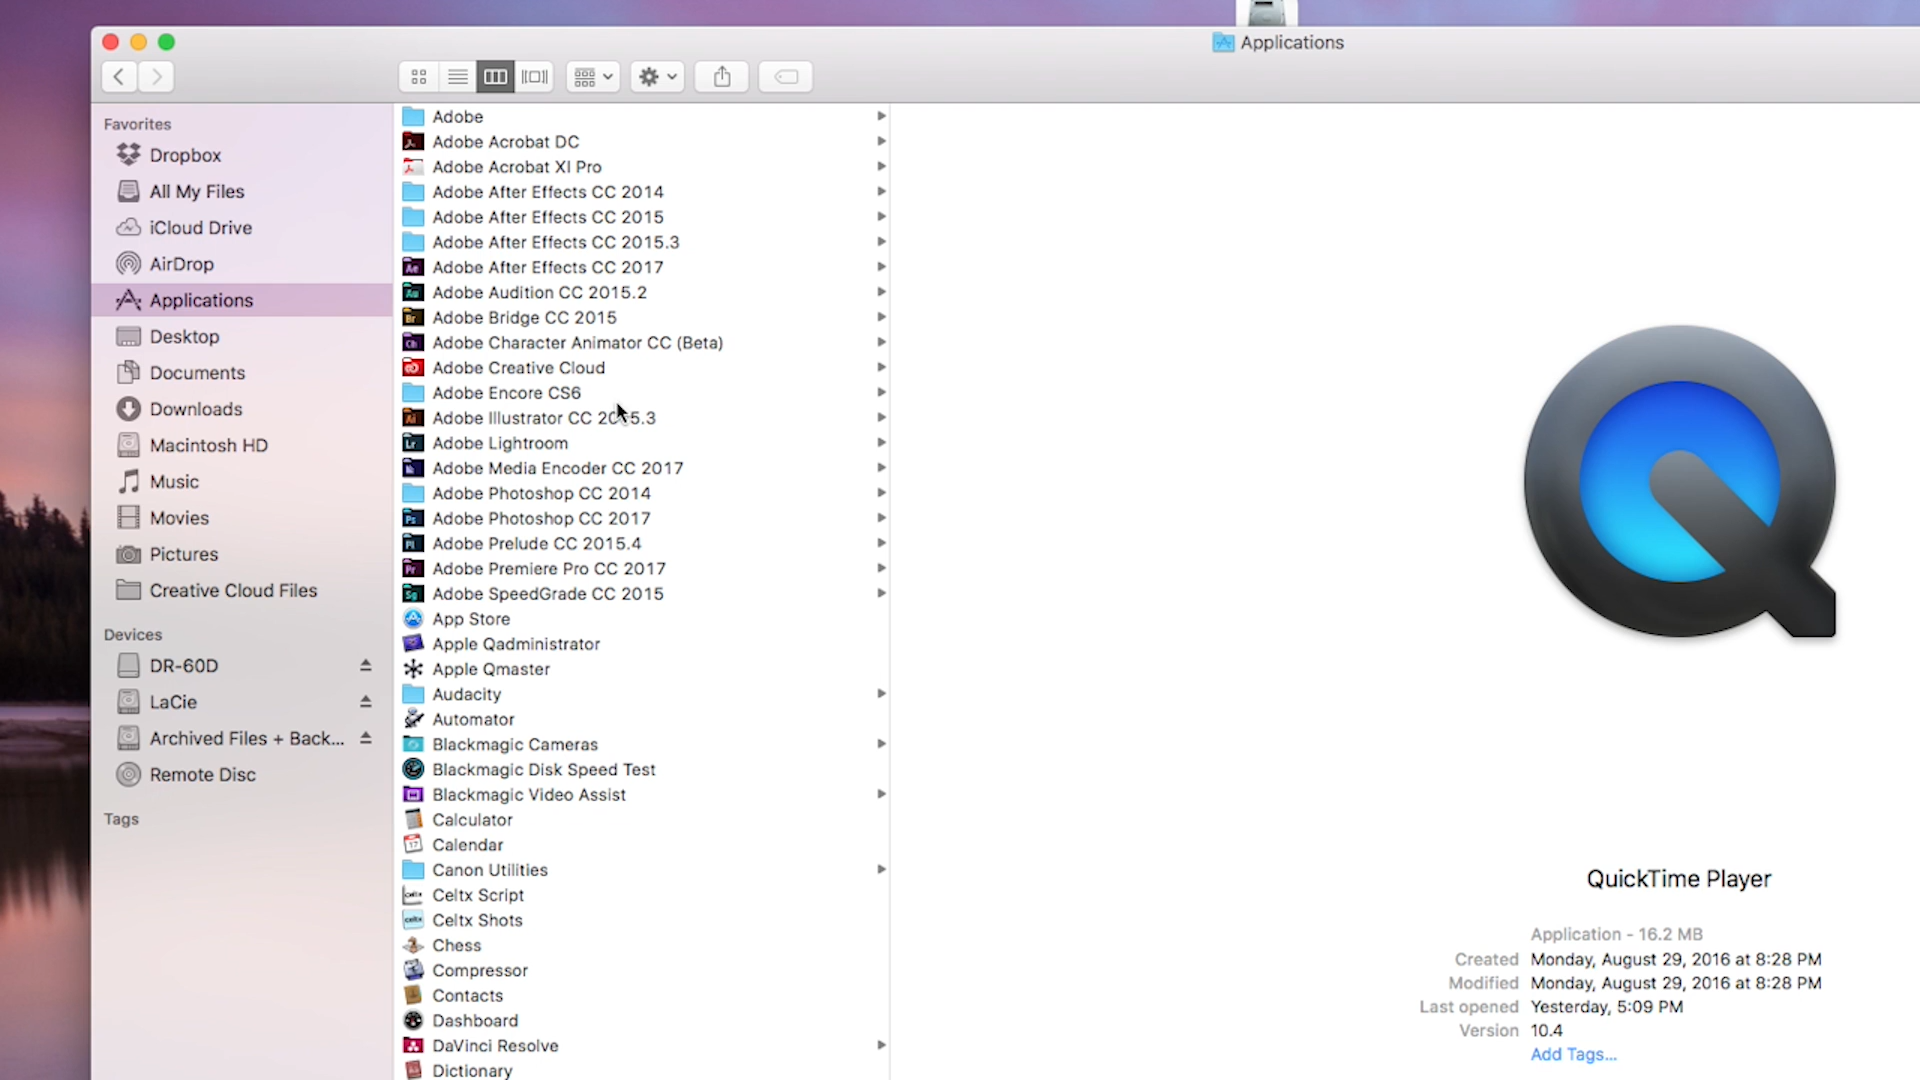 Applications
Favorites
Dropbox
All My Files
iCloud Drive
AirDrop
Applications
Desktop
Documents
Downloads
Macintosh HD
Music
Movies
Pictures
Creative Cloud Files
Devices
DR-60D
LaCie
Archived Files + Back...
Remote Disc
Tags
Adobe
Adobe Acrobat DC
Adobe Acrobat XI Pro
Adobe After Effects CC 2014
Adobe After Effects CC 2015
Adobe After Effects CC 2015.3
Adobe After Effects CC 2017
Adobe Audition CC 2015.2
Adobe Bridge CC 2015
Adobe Character Animator CC (Beta)
Adobe Creative Cloud
Adobe Encore CS6
Adobe Illustrator CC 2015.3
Adobe Lightroom
Adobe Media Encoder CC 2017
Adobe Photoshop CC 2014
Adobe Photoshop CC 2017
Adobe Prelude CC 2015.4
Adobe Premiere Pro CC 2017
Adobe SpeedGrade CC 2015
App Store
Apple Qadministrator
Apple Qmaster
Audacity
Automator
Blackmagic Cameras
Blackmagic Disk Speed Test
Blackmagic Video Assist
Calculator
Calendar
Canon Utilities
Celtx Script
Celtx Shots
Chess
Compressor
Contacts
Dashboard
DaVinci Resolve
Dictionary
QuickTime Player
Application - 16.2 MB
Created Monday, August 29, 2016 at 8:28 PM
Modified Monday, August 29, 2016 at 8:28 PM
Last opened Yesterday, 5:09 PM
Version 10.4
Add Tags...